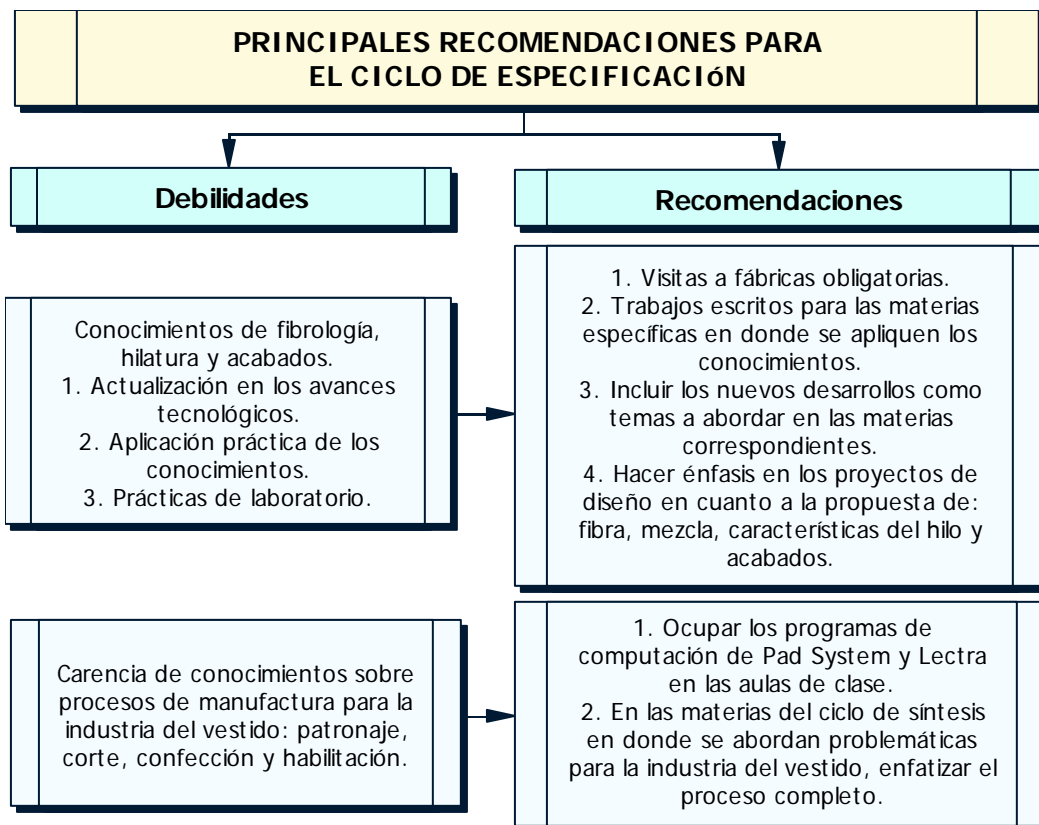 PRINCIPALES RECOMENDACIONES PARA
EL CICLO DE ESPECIFICACIóN
Debilidades
Recomendaciones
Conocimientos de fibrología,
hilatura y acabados.
1. Actualización en los avances
tecnológicos.
2. Aplicación práctica de los
conocimientos.
3. Prácticas de laboratorio.
1. Visitas a fábricas obligatorias.
2. Trabajos escritos para las materias
específicas en donde se apliquen los
conocimientos.
3. Incluir los nuevos desarrollos como
temas a abordar en las materias
correspondientes.
4. Hacer énfasis en los proyectos de
diseño en cuanto a la propuesta de:
fibra, mezcla, características del hilo y
acabados.
Carencia de conocimientos sobre
procesos de manufactura para la
industria del vestido: patronaje,
corte, confección y habilitación.
1. Ocupar los programas de
computación de Pad System y Lectra
en las aulas de clase.
2. En las materias del ciclo de síntesis
en donde se abordan problemáticas
para la industria del vestido, enfatizar el
proceso completo.